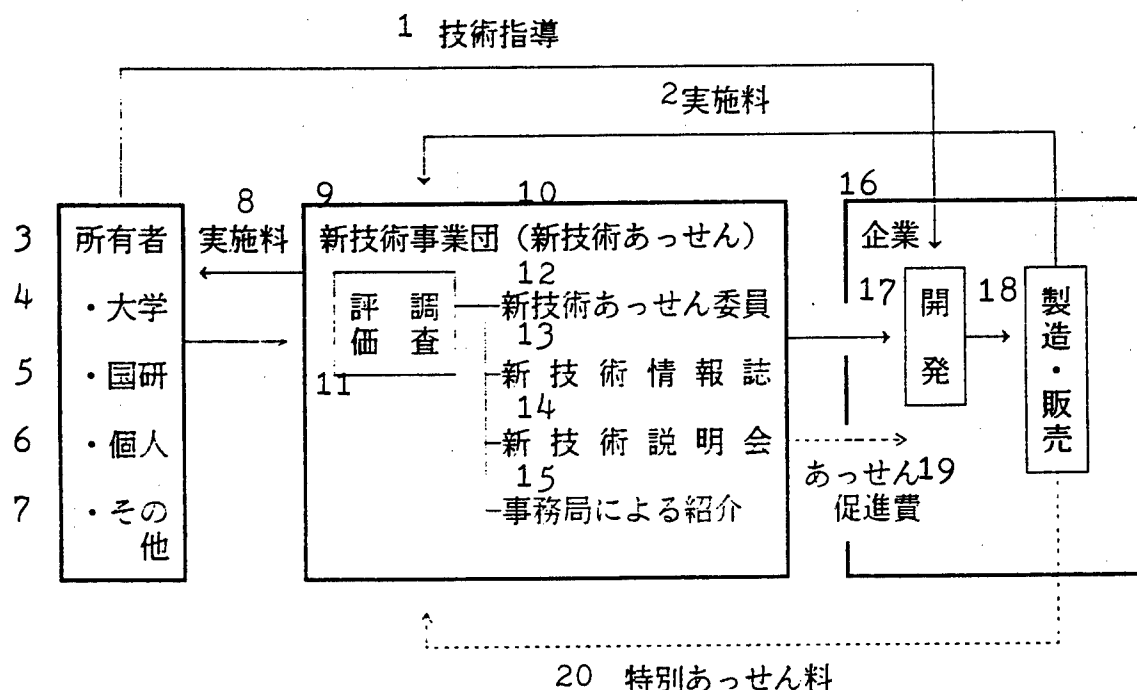 1 技術指導
2 実施料
9 10 16
8
3 所有者 実施料 新技術事業団（新技術あっせん） 企業
12
4 ・大学 評 調 新技術あっせん委員 17 開 18 製造・販売
価 査 13
5 ・国研 11 新技術情報誌 発
14
6 ・個人 新技術説明会
15 あっせん 19
7 ・その 事務局による紹介 促進費
他
20 特別あっせん料